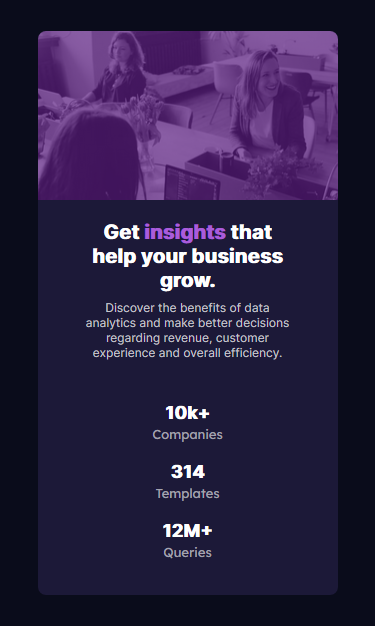 Get insights that
help your business
grow.
Discover the benefits of data
analytics and make better decisions
regarding revenue, customer
experience and overall efficiency.
10k+
Companies
314
Templates
12M+
Queries